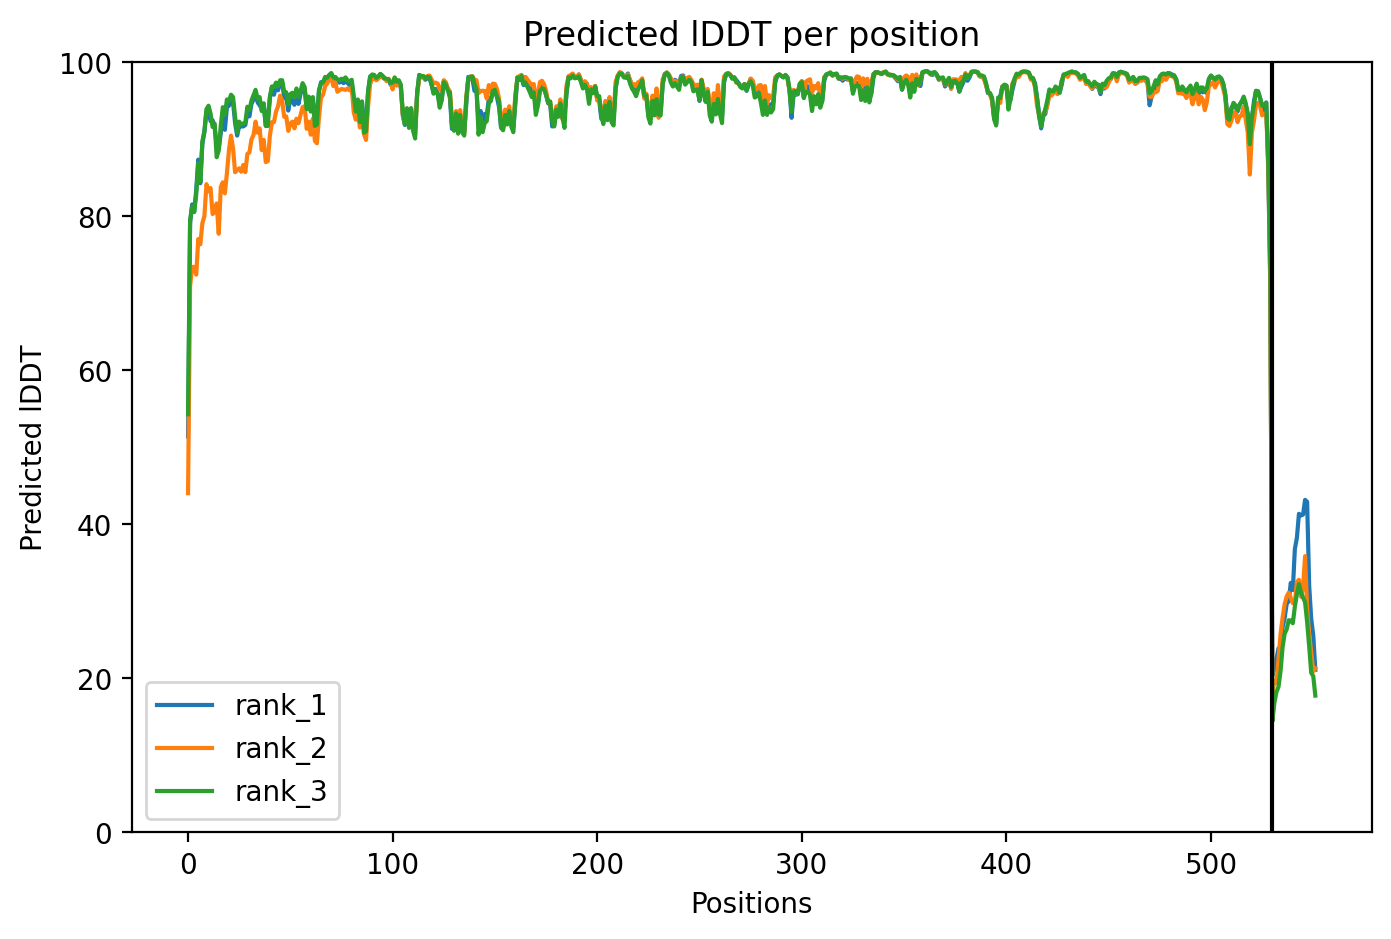 Predicted lDDT per position
100
80
60
40
20
0
Predicted lDDT
rank_1
rank_2
rank_3
0 100 200 300 400 500
Positions